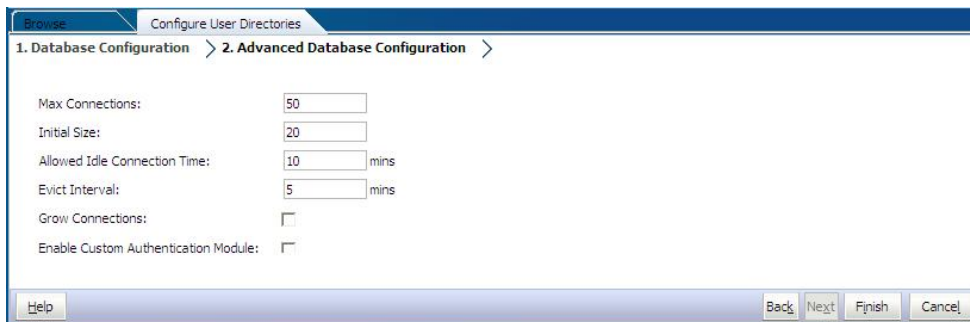 Browse
Configure User Directories
1. Database Configuration
2. Advanced Database Configuration
Max Connections: 50
Initial Size: 20
Allowed Idle Connection Time: 10 mins
Evict Interval: 5 mins
Grow Connections:
Enable Custom Authentication Module:
Help
Back Next Finish Cancel